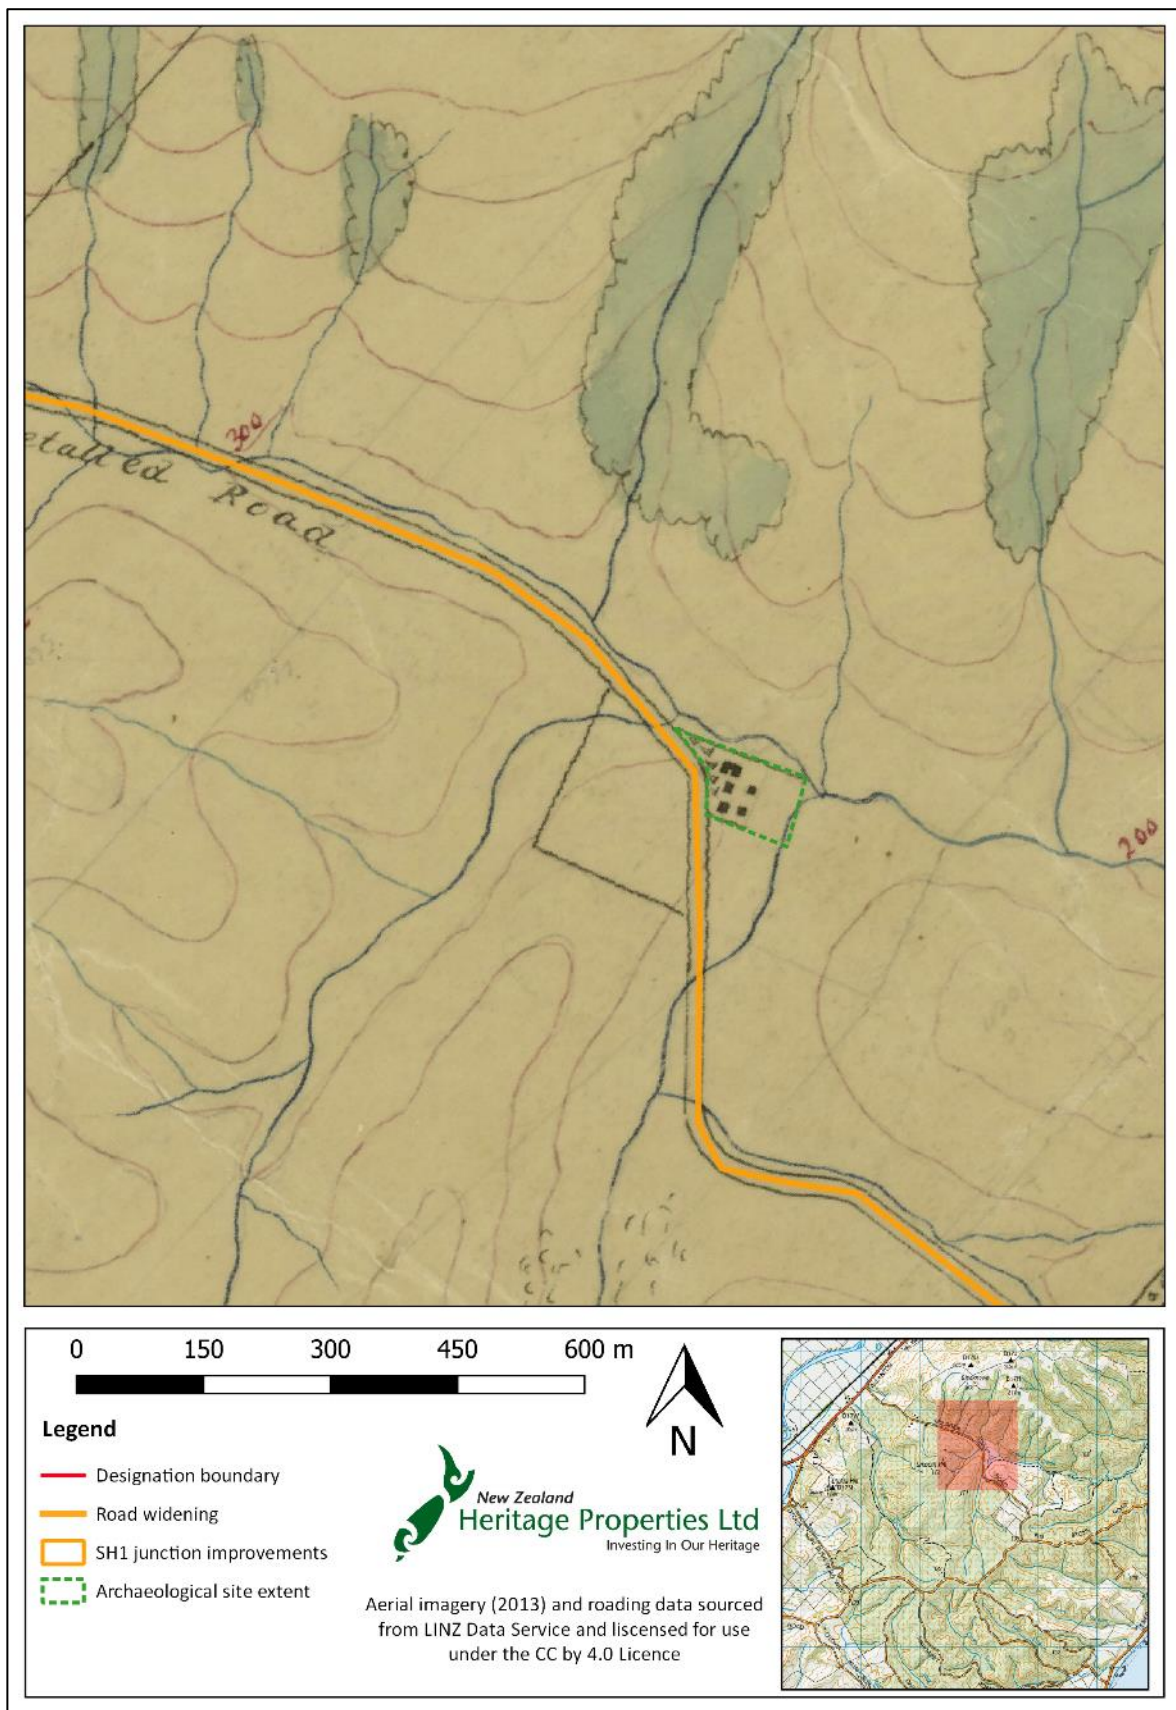 300
etalled Road
200
0 150 300 450 600 m
N
Legend
Designation boundary
Road widening
SH1 junction improvements
Archaeological site extent
New Zealand
Heritage Properties Ltd
Investing In Our Heritage
Aerial imagery (2013) and roading data sourced
from LINZ Data Service and liscensed for use
under the CC by 4.0 Licence